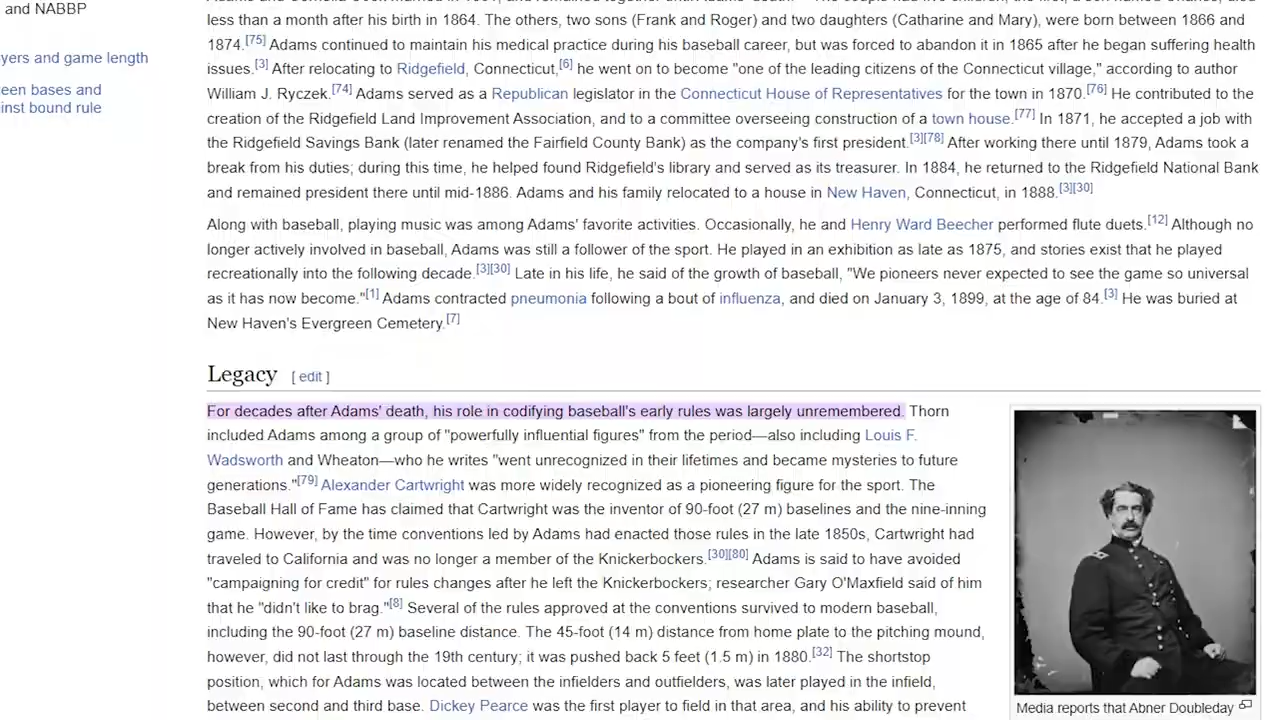 and NABBP
yers and game length
een bases and
inst bound rule
less than a month after his birth in 1864. The others, two sons (Frank and Roger) and two daughters (Catharine and Mary), were born between 1866 and
1874.[75] Adams continued to maintain his medical practice during his baseball career, but was forced to abandon it in 1865 after he began suffering health
issues.[3] After relocating to Ridgefield, Connecticut,[6] he went on to become "one of the leading citizens of the Connecticut village," according to author
William J. Ryczek.[74] Adams served as a Republican legislator in the Connecticut House of Representatives for the town in 1870.[76] He contributed to the
creation of the Ridgefield Land Improvement Association, and to a committee overseeing construction of a town house.[77] In 1871, he accepted a job with
the Ridgefield Savings Bank (later renamed the Fairfield County Bank) as the company's first president.[3][78] After working there until 1879, Adams took a
break from his duties; during this time, he helped found Ridgefield's library and served as its treasurer. In 1884, he returned to the Ridgefield National Bank
and remained president there until mid-1886. Adams and his family relocated to a house in New Haven, Connecticut, in 1888.[3][30]
Along with baseball, playing music was among Adams' favorite activities. Occasionally, he and Henry Ward Beecher performed flute duets.[12] Although no
longer actively involved in baseball, Adams was still a follower of the sport. He played in an exhibition as late as 1875, and stories exist that he played
recreationally into the following decade.[3][30] Late in his life, he said of the growth of baseball, "We pioneers never expected to see the game so universal
as it has now become."[1] Adams contracted pneumonia following a bout of influenza, and died on January 3, 1899, at the age of 84.[3] He was buried at
New Haven's Evergreen Cemetery.[7]
Legacy [ edit ]
For decades after Adams' death, his role in codifying baseball's early rules was largely unremembered. Thorn
included Adams among a group of "powerfully influential figures" from the period—also including Louis F.
Wadsworth and Wheaton—who he writes "went unrecognized in their lifetimes and became mysteries to future
generations."[79] Alexander Cartwright was more widely recognized as a pioneering figure for the sport. The
Baseball Hall of Fame has claimed that Cartwright was the inventor of 90-foot (27 m) baselines and the nine-inning
game. However, by the time conventions led by Adams had enacted those rules in the late 1850s, Cartwright had
traveled to California and was no longer a member of the Knickerbockers.[30][80] Adams is said to have avoided
"campaigning for credit" for rules changes after he left the Knickerbockers; researcher Gary O'Maxfield said of him
that he "didn't like to brag."[8] Several of the rules approved at the conventions survived to modern baseball,
including the 90-foot (27 m) baseline distance. The 45-foot (14 m) distance from home plate to the pitching mound,
however, did not last through the 19th century; it was pushed back 5 feet (1.5 m) in 1880.[32] The shortstop
position, which for Adams was located between the infielders and outfielders, was later played in the infield,
between second and third base. Dickey Pearce was the first player to field in that area, and his ability to prevent
Media reports that Abner Doubleday